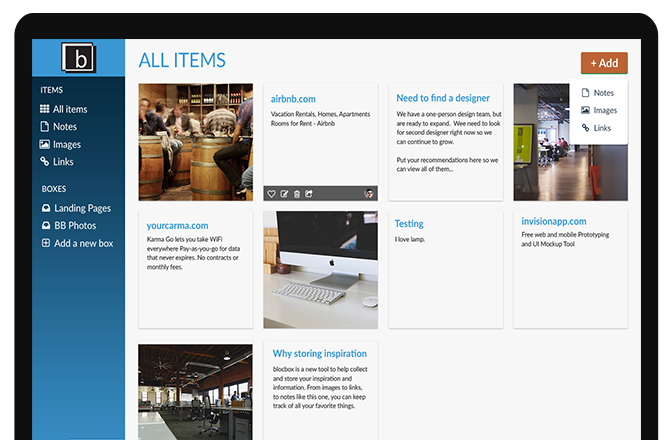 b
ALL ITEMS
+ Add
Notes
Images
Links
ITEMS
All items
Notes
Images
Links
BOXES
Landing Pages
BB Photos
Add a new box
airbnb.com
Vacation Rentals, Homes, Apartments
Rooms for Rent - Airbnb
Need to find a designer
We have a one-person design team, but
are ready to expand. Wee need to look
for second designer right now so we
can continue to grow.
Put your recommendations here so we
can view all of them...
yourcarma.com
Karma Go lets you take WiFi
everywhere Pay-as-you-go for data
that never expires. No contracts or
monthly fees.
Testing
I love lamp.
invisionapp.com
Free web and mobile Prototyping
and UI Mockup Tool
Why storing inspiration
blocbox is a new tool to help collect
and store your inspiration and
information. From images to links,
to notes like this one, you can keep
track of all your favorite things.